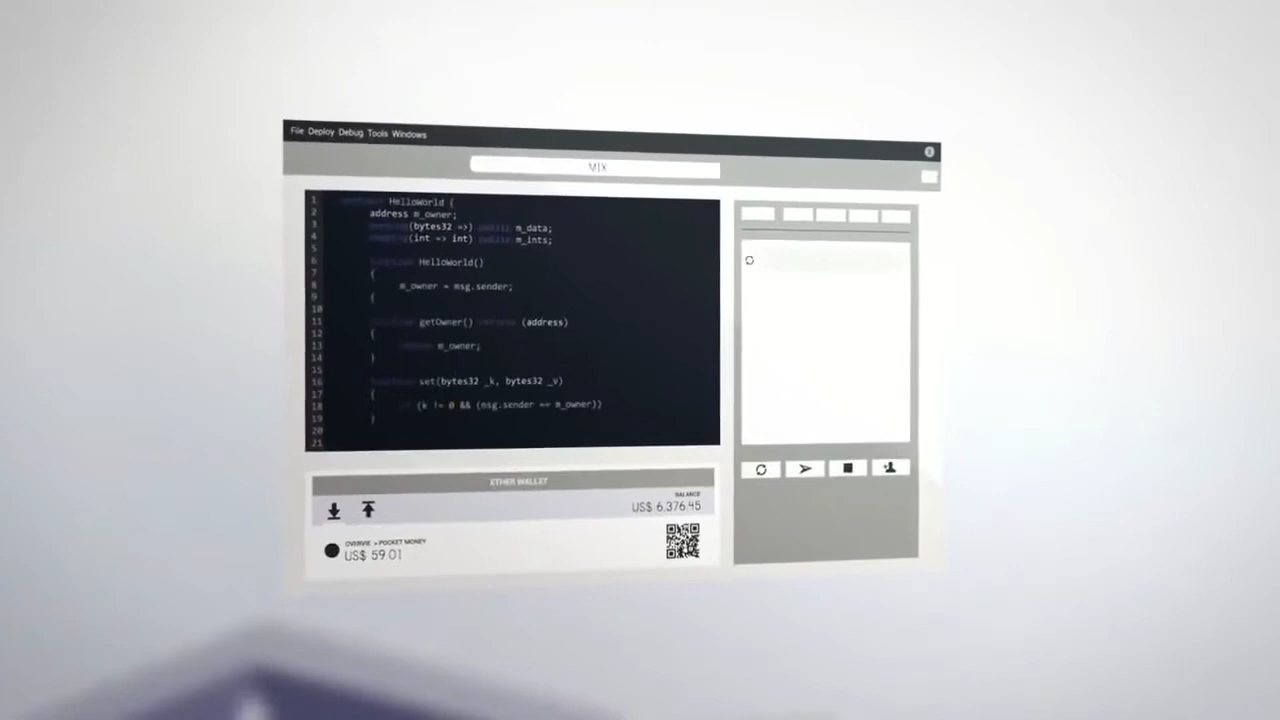 File Deploy Debug Tools Windows
MIX
1 contract HelloWorld {
2 address m_owner;
3 mapping(bytes32 =>) public m_data;
4 mapping(int => int) public m_ints;
5
6 function HelloWorld()
7 {
8 m_owner = msg.sender;
9 {
10
11 function getOwner() returns (address)
12 {
13 return m_owner;
14 }
15
16 function set(bytes32 _k, bytes32 _v)
17 {
18 if (k != 0 && (msg.sender == m_owner))
19 }
20
21
ETHER WALLET
BALANCE
US$ 6,376.45
OVERVIE > POCKET MONEY
US$ 59.01